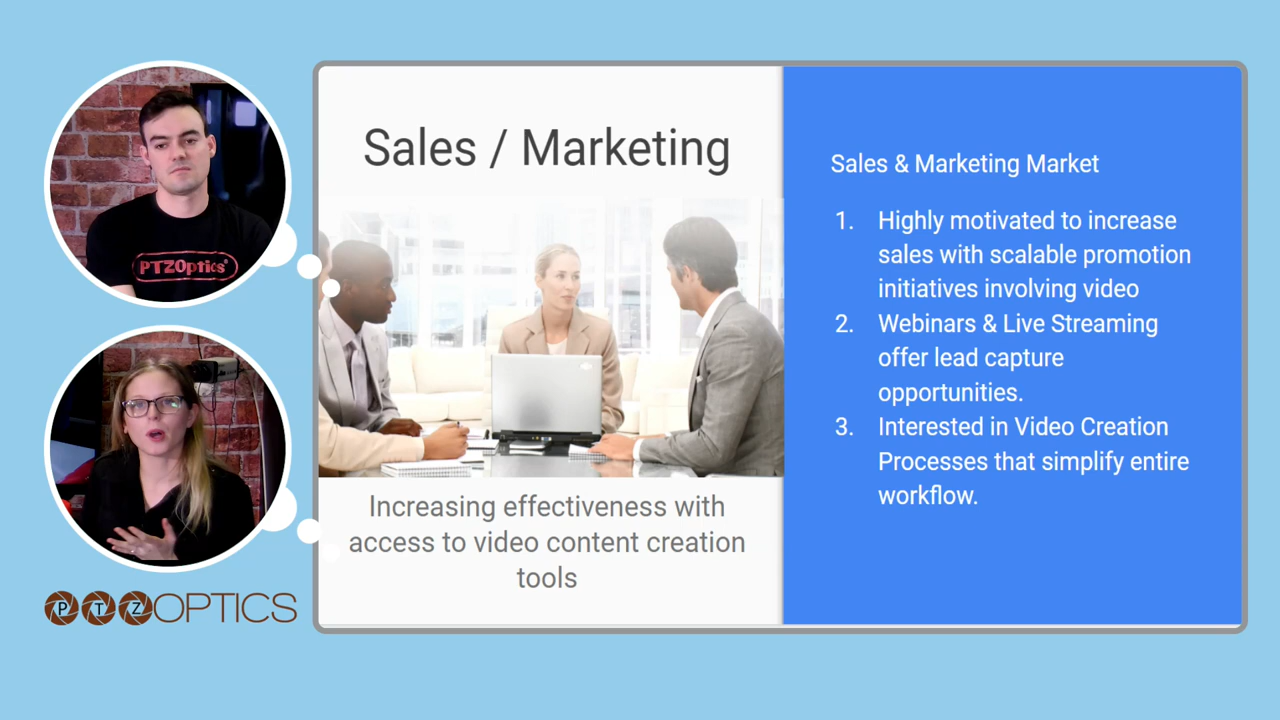 PTZOptics
Sales / Marketing
Increasing effectiveness with
access to video content creation
tools
Sales & Marketing Market
1. Highly motivated to increase
sales with scalable promotion
initiatives involving video
2. Webinars & Live Streaming
offer lead capture
opportunities.
3. Interested in Video Creation
Processes that simplify entire
workflow.
PTZOPTICS